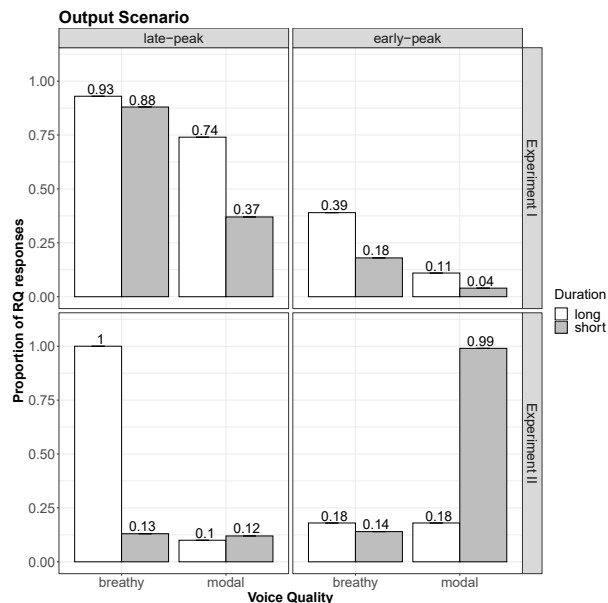 Output Scenario
late−peak early−peak
Proportion of RQ responses
Experiment I
1.00
0.75
0.50
0.25
0.00
0.93
0.88
0.74
0.37
0.39
0.18
0.11
0.04
Experiment II
1.00
0.75
0.50
0.25
0.00
1
0.13
0.1
0.12
0.18
0.14
0.18
0.99
breathy modal breathy modal
Voice Quality
Duration
long
short